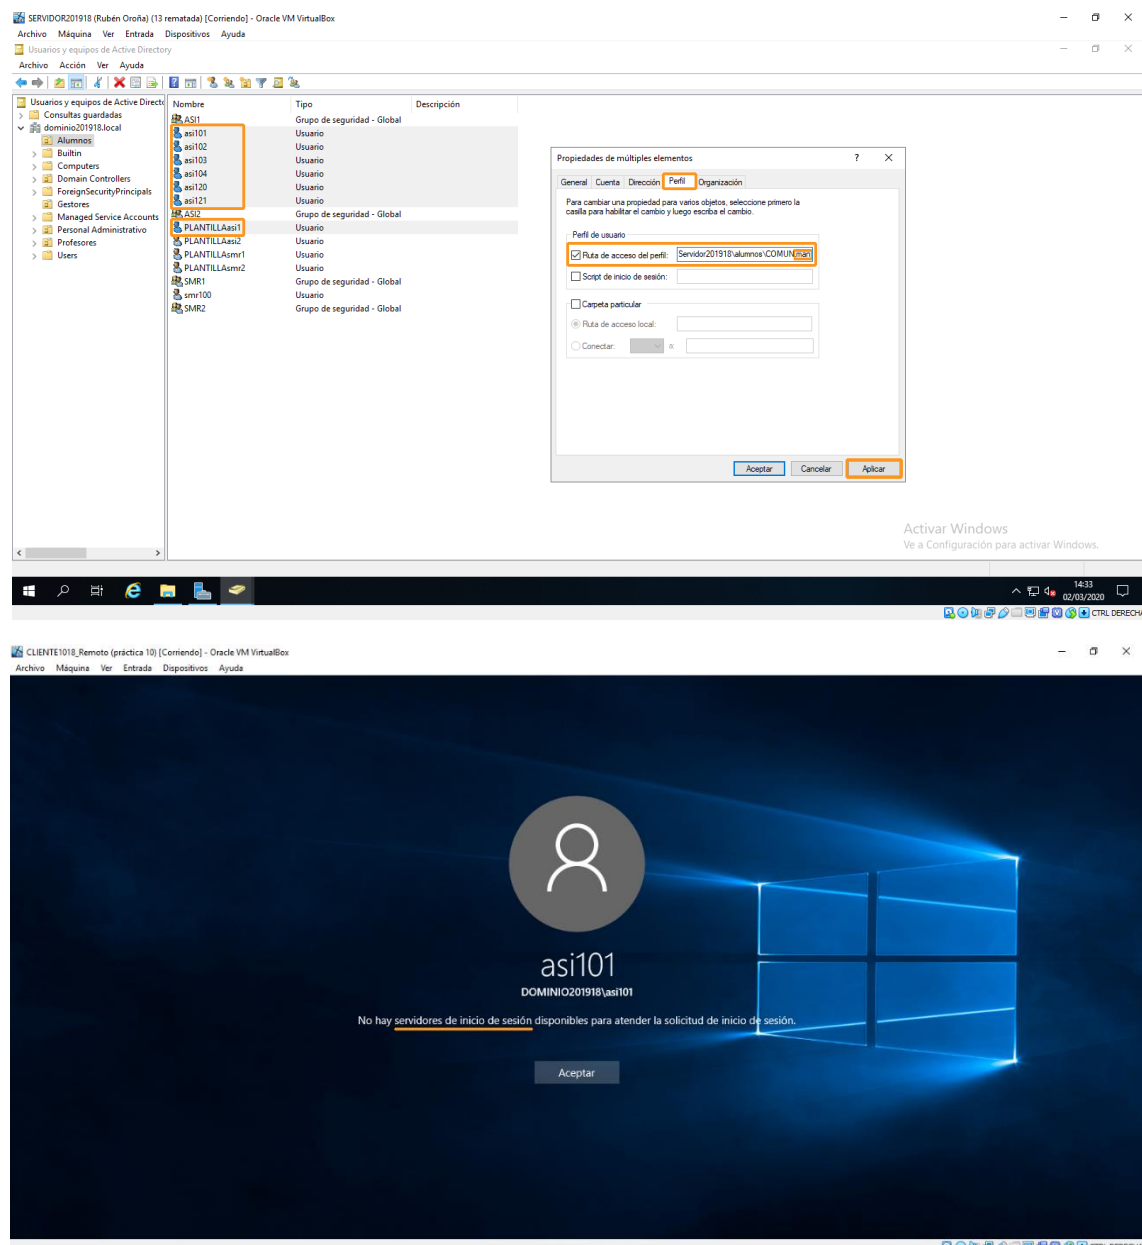 SERVIDOR201918 (Rubén Oroña) (13 rematada) [Corriendo] - Oracle VM VirtualBox
Archivo Máquina Ver Entrada Dispositivos Ayuda
Usuarios y equipos de Active Directory
Archivo Acción Ver Ayuda
Usuarios y equipos de Active Directo
Consultas guardadas
dominio201918.local
Alumnos
Builtin
Computers
Domain Controllers
ForeignSecurityPrincipals
Gestores
Managed Service Accounts
Personal Administrativo
Profesores
Users
Nombre Tipo Descripción
ASI1 Grupo de seguridad - Global
asi101 Usuario
asi102 Usuario
asi103 Usuario
asi104 Usuario
asi120 Usuario
asi121 Usuario
ASI2 Grupo de seguridad - Global
PLANTILLAasi1 Usuario
PLANTILLAasi2 Usuario
PLANTILLAsmr1 Usuario
PLANTILLAsmr2 Usuario
SMR1 Grupo de seguridad - Global
smr100 Usuario
SMR2 Grupo de seguridad - Global
Propiedades de múltiples elementos ?
General Cuenta Dirección Perfil Organización
Para cambiar una propiedad para varios objetos, seleccione primero la
casilla para habilitar el cambio y luego escriba el cambio.
Perfil de usuario
Ruta de acceso del perfil: Servidor201918\alumnos\COMUN.man
Script de inicio de sesión:
Carpeta particular
Ruta de acceso local:
Conectar: a:
Aceptar Cancelar Aplicar
Activar Windows
Ve a Configuración para activar Windows.
14:33
02/03/2020
CTRL DERECHA
CLIENTE1018_Remoto (práctica 10) [Corriendo] - Oracle VM VirtualBox
Archivo Máquina Ver Entrada Dispositivos Ayuda
asi101
DOMINIO201918\asi101
No hay servidores de inicio de sesión disponibles para atender la solicitud de inicio de sesión.
Aceptar